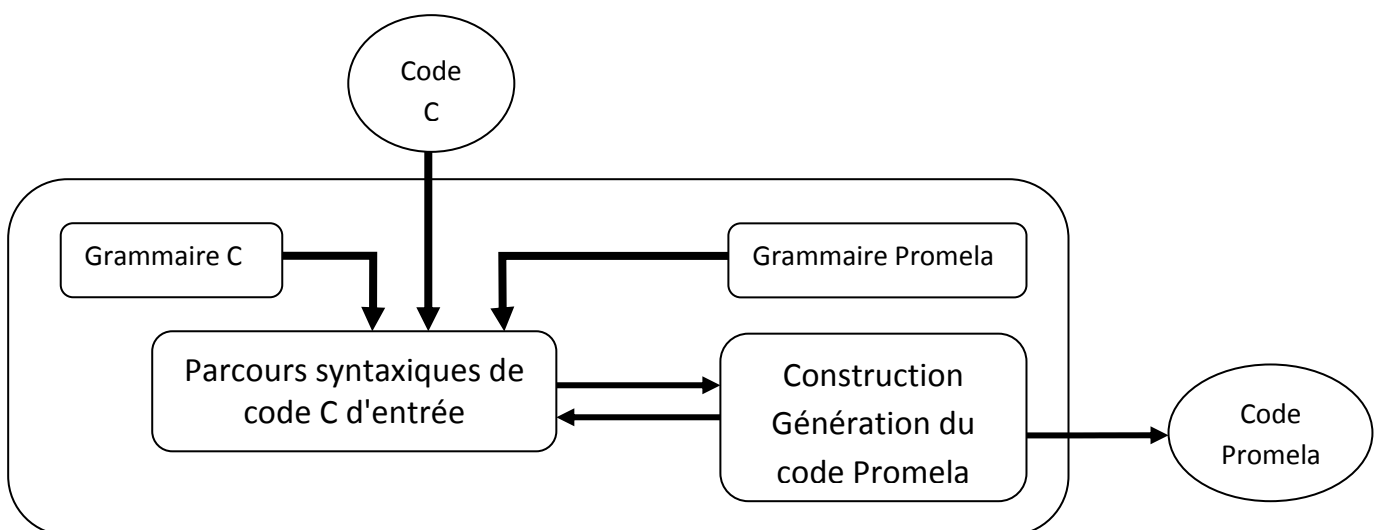 Code
C
Grammaire C
Grammaire Promela
Parcours syntaxiques de
code C d'entrée
Construction
Génération du
code Promela
Code
Promela